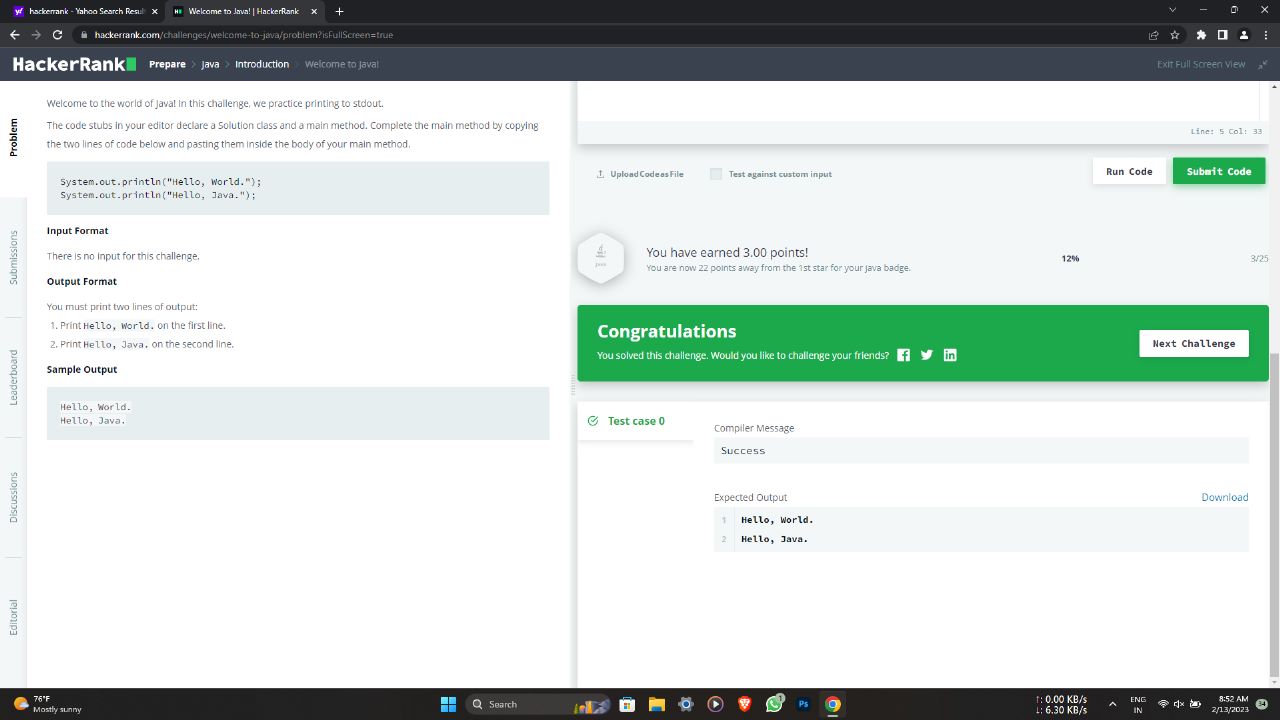 hackerrank - Yahoo Search Result
Welcome to Java! | HackerRank
hackerrank.com/challenges/welcome-to-java/problem?isFullScreen=true
HackerRank
Prepare > Java > Introduction > Welcome to Java!
Exit Full Screen View
Problem
Submissions
Leaderboard
Discussions
Editorial
Welcome to the world of Java! In this challenge, we practice printing to stdout.
The code stubs in your editor declare a Solution class and a main method. Complete the main method by copying
the two lines of code below and pasting them inside the body of your main method.
System.out.println("Hello, World.");
System.out.println("Hello, Java.");
Input Format
There is no input for this challenge.
Output Format
You must print two lines of output:
1. Print Hello, World. on the first line.
2. Print Hello, Java. on the second line.
Sample Output
Hello, World.
Hello, Java.
Line: 5 Col: 33
Upload Code as File
Test against custom input
Run Code
Submit Code
Java
You have earned 3.00 points!
You are now 22 points away from the 1st star for your java badge.
12%
3/25
Congratulations
You solved this challenge. Would you like to challenge your friends?
Next Challenge
Test case 0
Compiler Message
Success
Expected Output
Download
1 Hello, World.
2 Hello, Java.
76°F
Mostly sunny
Search
1
Ps
↑: 0.00 KB/s
↓: 6.30 KB/s
ENG
IN
8:52 AM
2/13/2023
34